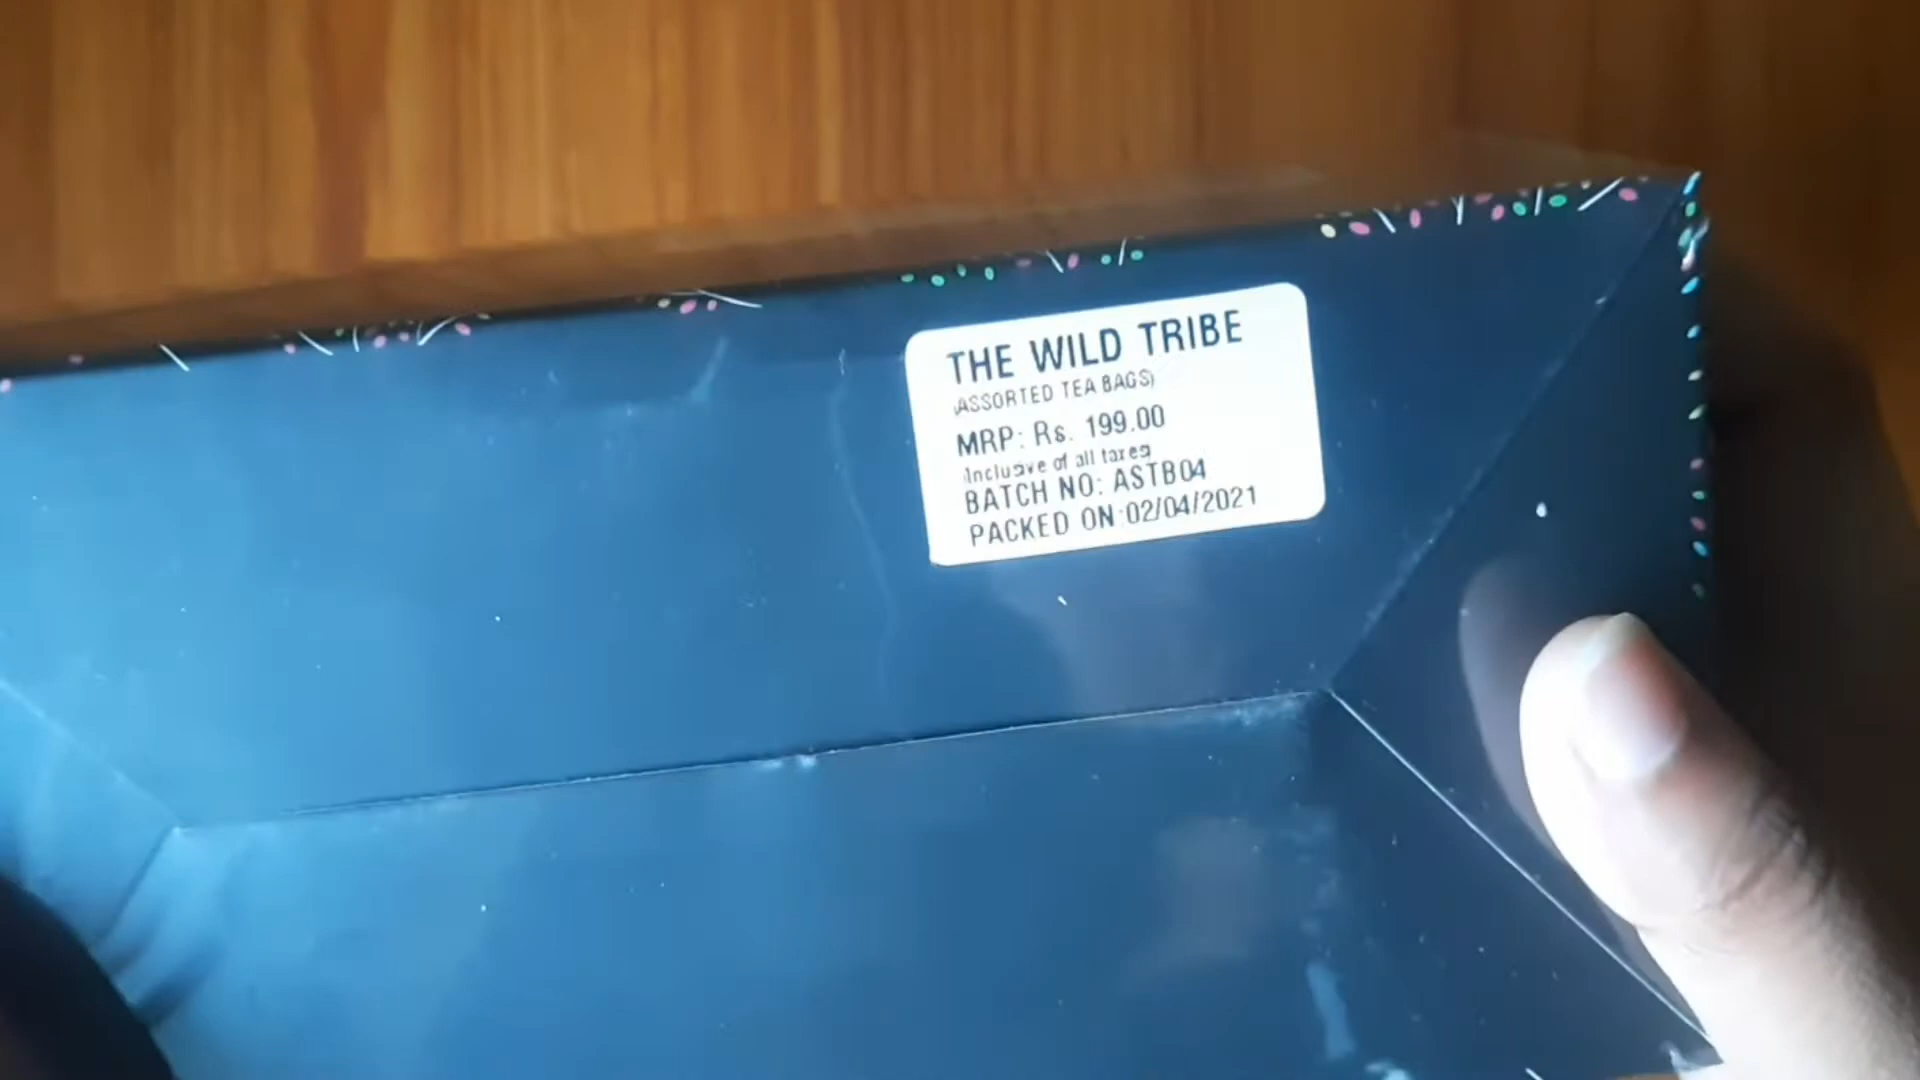 THE WILD TRIBE
(ASSORTED TEA BAGS)
MRP: Rs. 199.00
Inclusive of all taxes
BATCH NO: ASTB04
PACKED ON:02/04/2021